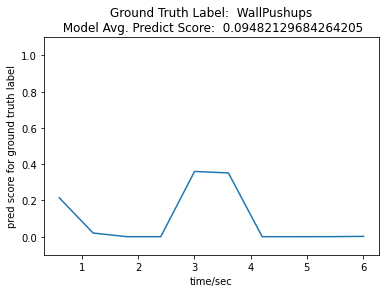 Ground Truth Label:  WallPushups
Model Avg. Predict Score:  0.09482129684264205
pred score for ground truth label
1.0
0.8
0.6
0.4
0.2
0.0
1 2 3 4 5 6
time/sec